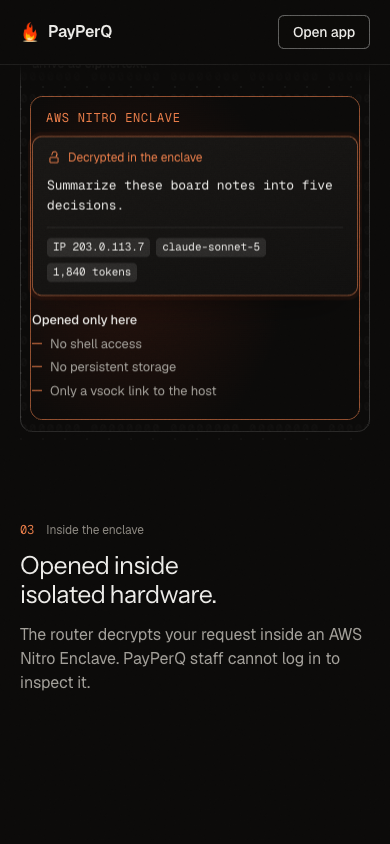 PayPerQ
Open app
AWS NITRO ENCLAVE
Decrypted in the enclave
Summarize these board notes into five
decisions.
IP 203.0.113.7 claude-sonnet-5
1,840 tokens
Opened only here
— No shell access
— No persistent storage
— Only a vsock link to the host
03 Inside the enclave
Opened inside
isolated hardware.
The router decrypts your request inside an AWS
Nitro Enclave. PayPerQ staff cannot log in to
inspect it.